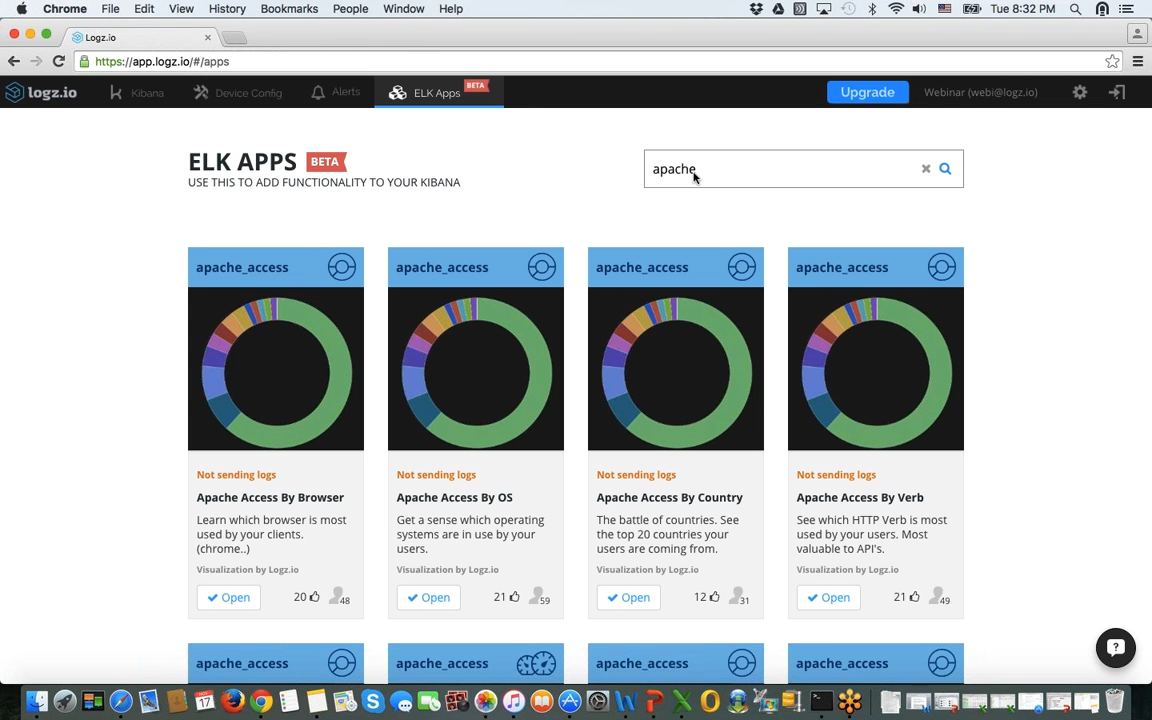 Chrome File Edit View History Bookmarks People Window Help
Tue 8:32 PM
Logz.io
https://app.logz.io/#/apps
logz.io Kibana Device Config Alerts ELK Apps BETA Upgrade Webinar (webi@logz.io)
ELK APPS BETA
USE THIS TO ADD FUNCTIONALITY TO YOUR KIBANA
apache
apache_access apache_access apache_access apache_access
Not sending logs Not sending logs Not sending logs Not sending logs
Apache Access By Browser Apache Access By OS Apache Access By Country Apache Access By Verb
Learn which browser is most Get a sense which operating The battle of countries. See See which HTTP Verb is most
used by your clients. systems are in use by your the top 20 countries your used by your users. Most
(chrome..) users. users are coming from. valuable to API's.
Visualization by Logz.io Visualization by Logz.io Visualization by Logz.io Visualization by Logz.io
Open 20 48 Open 21 59 Open 12 31 Open 21 49
apache_access apache_access apache_access apache_access
17